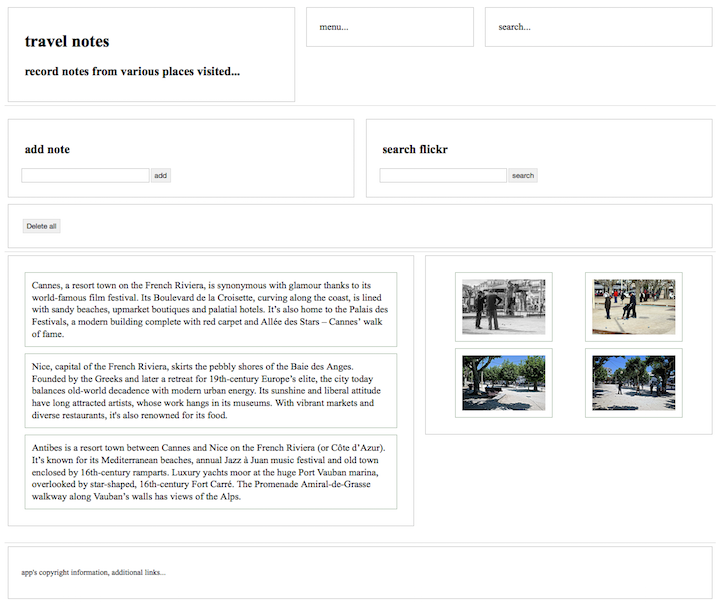 travel notes
record notes from various places visited...
menu...
search...
add note
add
search flickr
search
Delete all
Cannes, a resort town on the French Riviera, is synonymous with glamour thanks to its
world-famous film festival. Its Boulevard de la Croisette, curving along the coast, is lined
with sandy beaches, upmarket boutiques and palatial hotels. It’s also home to the Palais des
Festivals, a modern building complete with red carpet and Allée des Stars – Cannes’ walk
of fame.
Nice, capital of the French Riviera, skirts the pebbly shores of the Baie des Anges.
Founded by the Greeks and later a retreat for 19th-century Europe’s elite, the city today
balances old-world decadence with modern urban energy. Its sunshine and liberal attitude
have long attracted artists, whose work hangs in its museums. With vibrant markets and
diverse restaurants, it's also renowned for its food.
Antibes is a resort town between Cannes and Nice on the French Riviera (or Côte d’Azur).
It’s known for its Mediterranean beaches, annual Jazz à Juan music festival and old town
enclosed by 16th-century ramparts. Luxury yachts moor at the huge Port Vauban marina,
overlooked by star-shaped, 16th-century Fort Carré. The Promenade Amiral-de-Grasse
walkway along Vauban’s walls has views of the Alps.
app's copyright information, additional links...